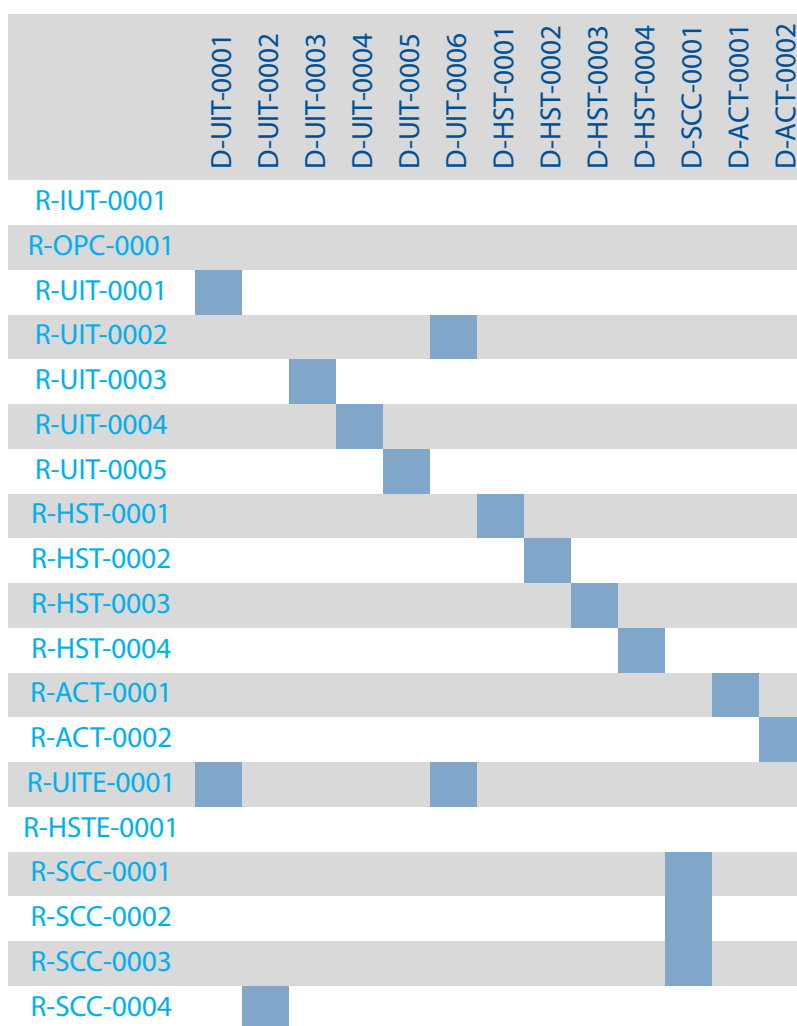 D-UIT-0001 D-UIT-0002 D-UIT-0003 D-UIT-0004 D-UIT-0005 D-UIT-0006 D-HST-0001 D-HST-0002 D-HST-0003 D-HST-0004 D-SCC-0001 D-ACT-0001 D-ACT-0002
R-IUT-0001
R-OPC-0001
R-UIT-0001
R-UIT-0002
R-UIT-0003
R-UIT-0004
R-UIT-0005
R-HST-0001
R-HST-0002
R-HST-0003
R-HST-0004
R-ACT-0001
R-ACT-0002
R-UITE-0001
R-HSTE-0001
R-SCC-0001
R-SCC-0002
R-SCC-0003
R-SCC-0004